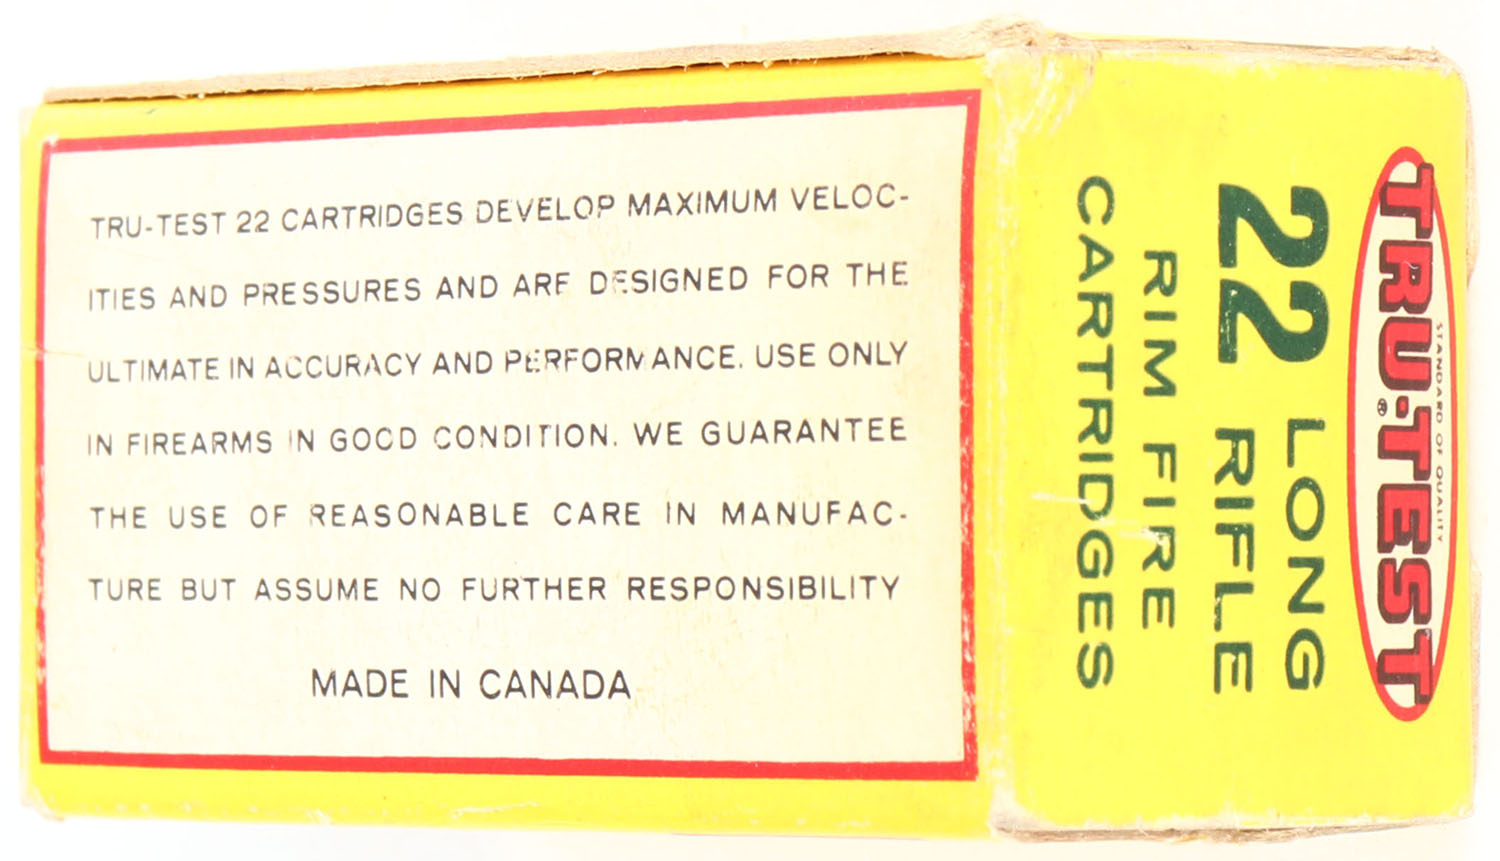 TRU-TEST 22 CARTRIDGES DEVELOP MAXIMUM VELOC-
ITIES AND PRESSURES AND ARE DESIGNED FOR THE
ULTIMATE IN ACCURACY AND PERFORMANCE. USE ONLY
IN FIREARMS IN GOOD CONDITION. WE GUARANTEE
THE USE OF REASONABLE CARE IN MANUFAC-
TURE BUT ASSUME NO FURTHER RESPONSIBILITY
MADE IN CANADA
STANDARD OF QUALITY
TRU-TEST®
22 LONG
RIFLE
RIM FIRE
CARTRIDGES